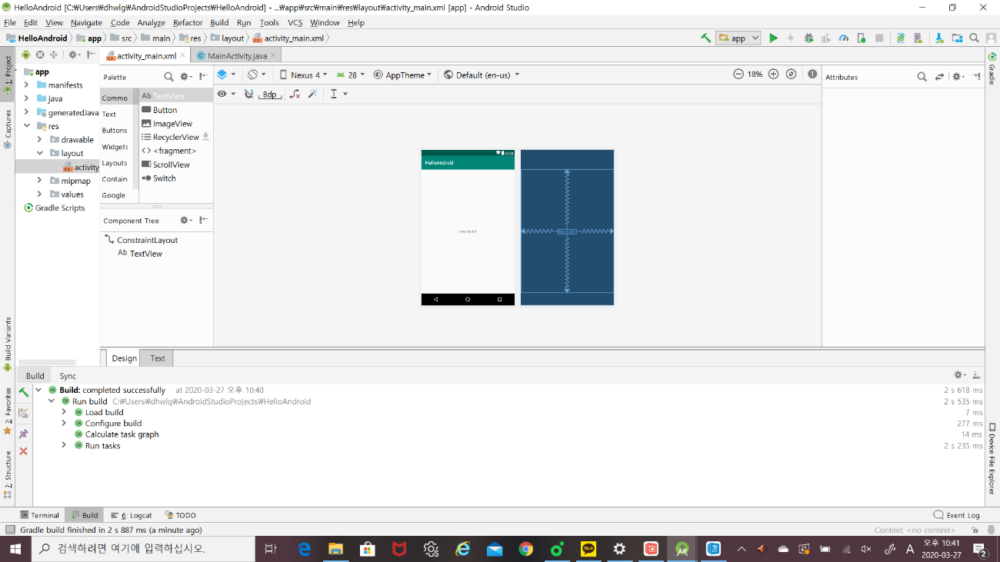 HelloAndroid [C:₩Users₩dhwlg₩AndroidStudioProjects₩HelloAndroid] - ...₩app₩src₩main₩res₩layout₩activity_main.xml [app] - Android Studio
File Edit View Navigate Code Analyze Refactor Build Run Tools VCS Window Help
HelloAndroid app src main res layout activity_main.xml
app
1: Project
Captures
Build Variants
2: Favorites
7: Structure
app
manifests
java
generatedJava
res
drawable
layout
activity_
mipmap
values
Gradle Scripts
activity_main.xml MainActivity.java
Palette
Commo
Text
Buttons
Widgets
Layouts
Contain
Google
Ab TextView
Button
ImageView
RecyclerView
<fragment>
ScrollView
Switch
Component Tree
ConstraintLayout
Ab TextView
Nexus 4 28 AppTheme Default (en-us) 18%
8dp
HelloAndroid
8:00
Attributes
Gradle
Device File Explorer
Design Text
Build Sync
Build: completed successfully at 2020-03-27 오후 10:40 2 s 618 ms
Run build C:₩Users₩dhwlg₩AndroidStudioProjects₩HelloAndroid 2 s 535 ms
Load build 7 ms
Configure build 277 ms
Calculate task graph 14 ms
Run tasks 2 s 235 ms
Terminal Build 6: Logcat TODO Event Log
Gradle build finished in 2 s 887 ms (a minute ago) Context: <no context>
검색하려면 여기에 입력하십시오.
TALK
A
오후 10:41
2020-03-27
2